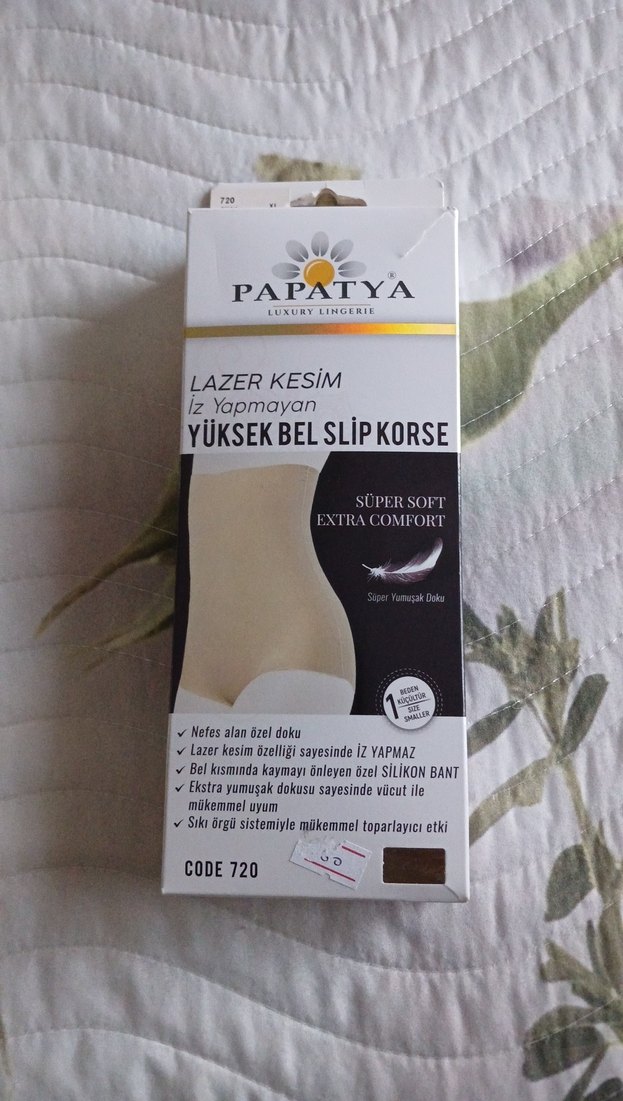 720
XL
PAPATYA®
LUXURY LINGERIE
LAZER KESİM
İz Yapmayan
YÜKSEK BEL SLİP KORSE
SÜPER SOFT
EXTRA COMFORT
Süper Yumuşak Doku
1 BEDEN
KÜÇÜLTÜR
SIZE
SMALLER
✓ Nefes alan özel doku
✓ Lazer kesim özelliği sayesinde İZ YAPMAZ
✓ Bel kısmında kaymayı önleyen özel SİLİKON BANT
✓ Ekstra yumuşak dokusu sayesinde vücut ile
mükemmel uyum
✓ Sıkı örgü sistemiyle mükemmel toparlayıcı etki
CODE 720